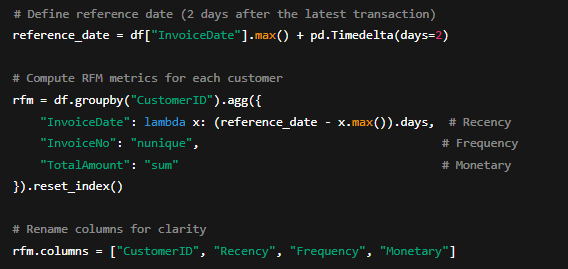 # Define reference date (2 days after the latest transaction)
reference_date = df["InvoiceDate"].max() + pd.Timedelta(days=2)
# Compute RFM metrics for each customer
rfm = df.groupby("CustomerID").agg({
"InvoiceDate": lambda x: (reference_date - x.max()).days, # Recency
"InvoiceNo": "nunique", # Frequency
"TotalAmount": "sum" # Monetary
}).reset_index()
# Rename columns for clarity
rfm.columns = ["CustomerID", "Recency", "Frequency", "Monetary"]